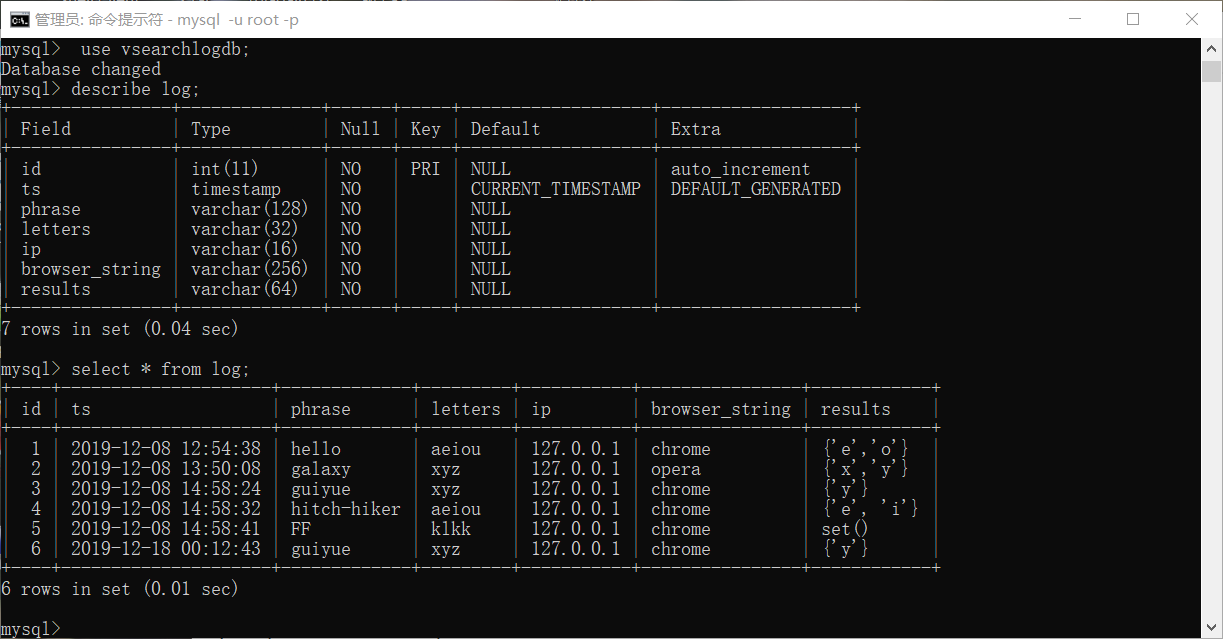 管理员: 命令提示符 - mysql  -u root -p
mysql>  use vsearchlogdb;
Database changed
mysql> describe log;
+-----------------+--------------+------+-----+-------------------+-------------------+
| Field           | Type         | Null | Key | Default           | Extra             |
+-----------------+--------------+------+-----+-------------------+-------------------+
| id              | int(11)      | NO   | PRI | NULL              | auto_increment    |
| ts              | timestamp    | NO   |     | CURRENT_TIMESTAMP | DEFAULT_GENERATED |
| phrase          | varchar(128) | NO   |     | NULL              |                   |
| letters         | varchar(32)  | NO   |     | NULL              |                   |
| ip              | varchar(16)  | NO   |     | NULL              |                   |
| browser_string  | varchar(256) | NO   |     | NULL              |                   |
| results         | varchar(64)  | NO   |     | NULL              |                   |
+-----------------+--------------+------+-----+-------------------+-------------------+
7 rows in set (0.04 sec)
mysql> select * from log;
+----+---------------------+-------------+---------+-----------+----------------+------------+
| id | ts                  | phrase      | letters | ip        | browser_string | results    |
+----+---------------------+-------------+---------+-----------+----------------+------------+
|  1 | 2019-12-08 12:54:38 | hello       | aeiou   | 127.0.0.1 | chrome         | {'e','o'}  |
|  2 | 2019-12-08 13:50:08 | galaxy      | xyz     | 127.0.0.1 | opera          | {'x','y'}  |
|  3 | 2019-12-08 14:58:24 | guiyue      | xyz     | 127.0.0.1 | chrome         | {'y'}      |
|  4 | 2019-12-08 14:58:32 | hitch-hiker | aeiou   | 127.0.0.1 | chrome         | {'e', 'i'} |
|  5 | 2019-12-08 14:58:41 | FF          | klkk    | 127.0.0.1 | chrome         | set()      |
|  6 | 2019-12-18 00:12:43 | guiyue      | xyz     | 127.0.0.1 | chrome         | {'y'}      |
+----+---------------------+-------------+---------+-----------+----------------+------------+
6 rows in set (0.01 sec)
mysql>